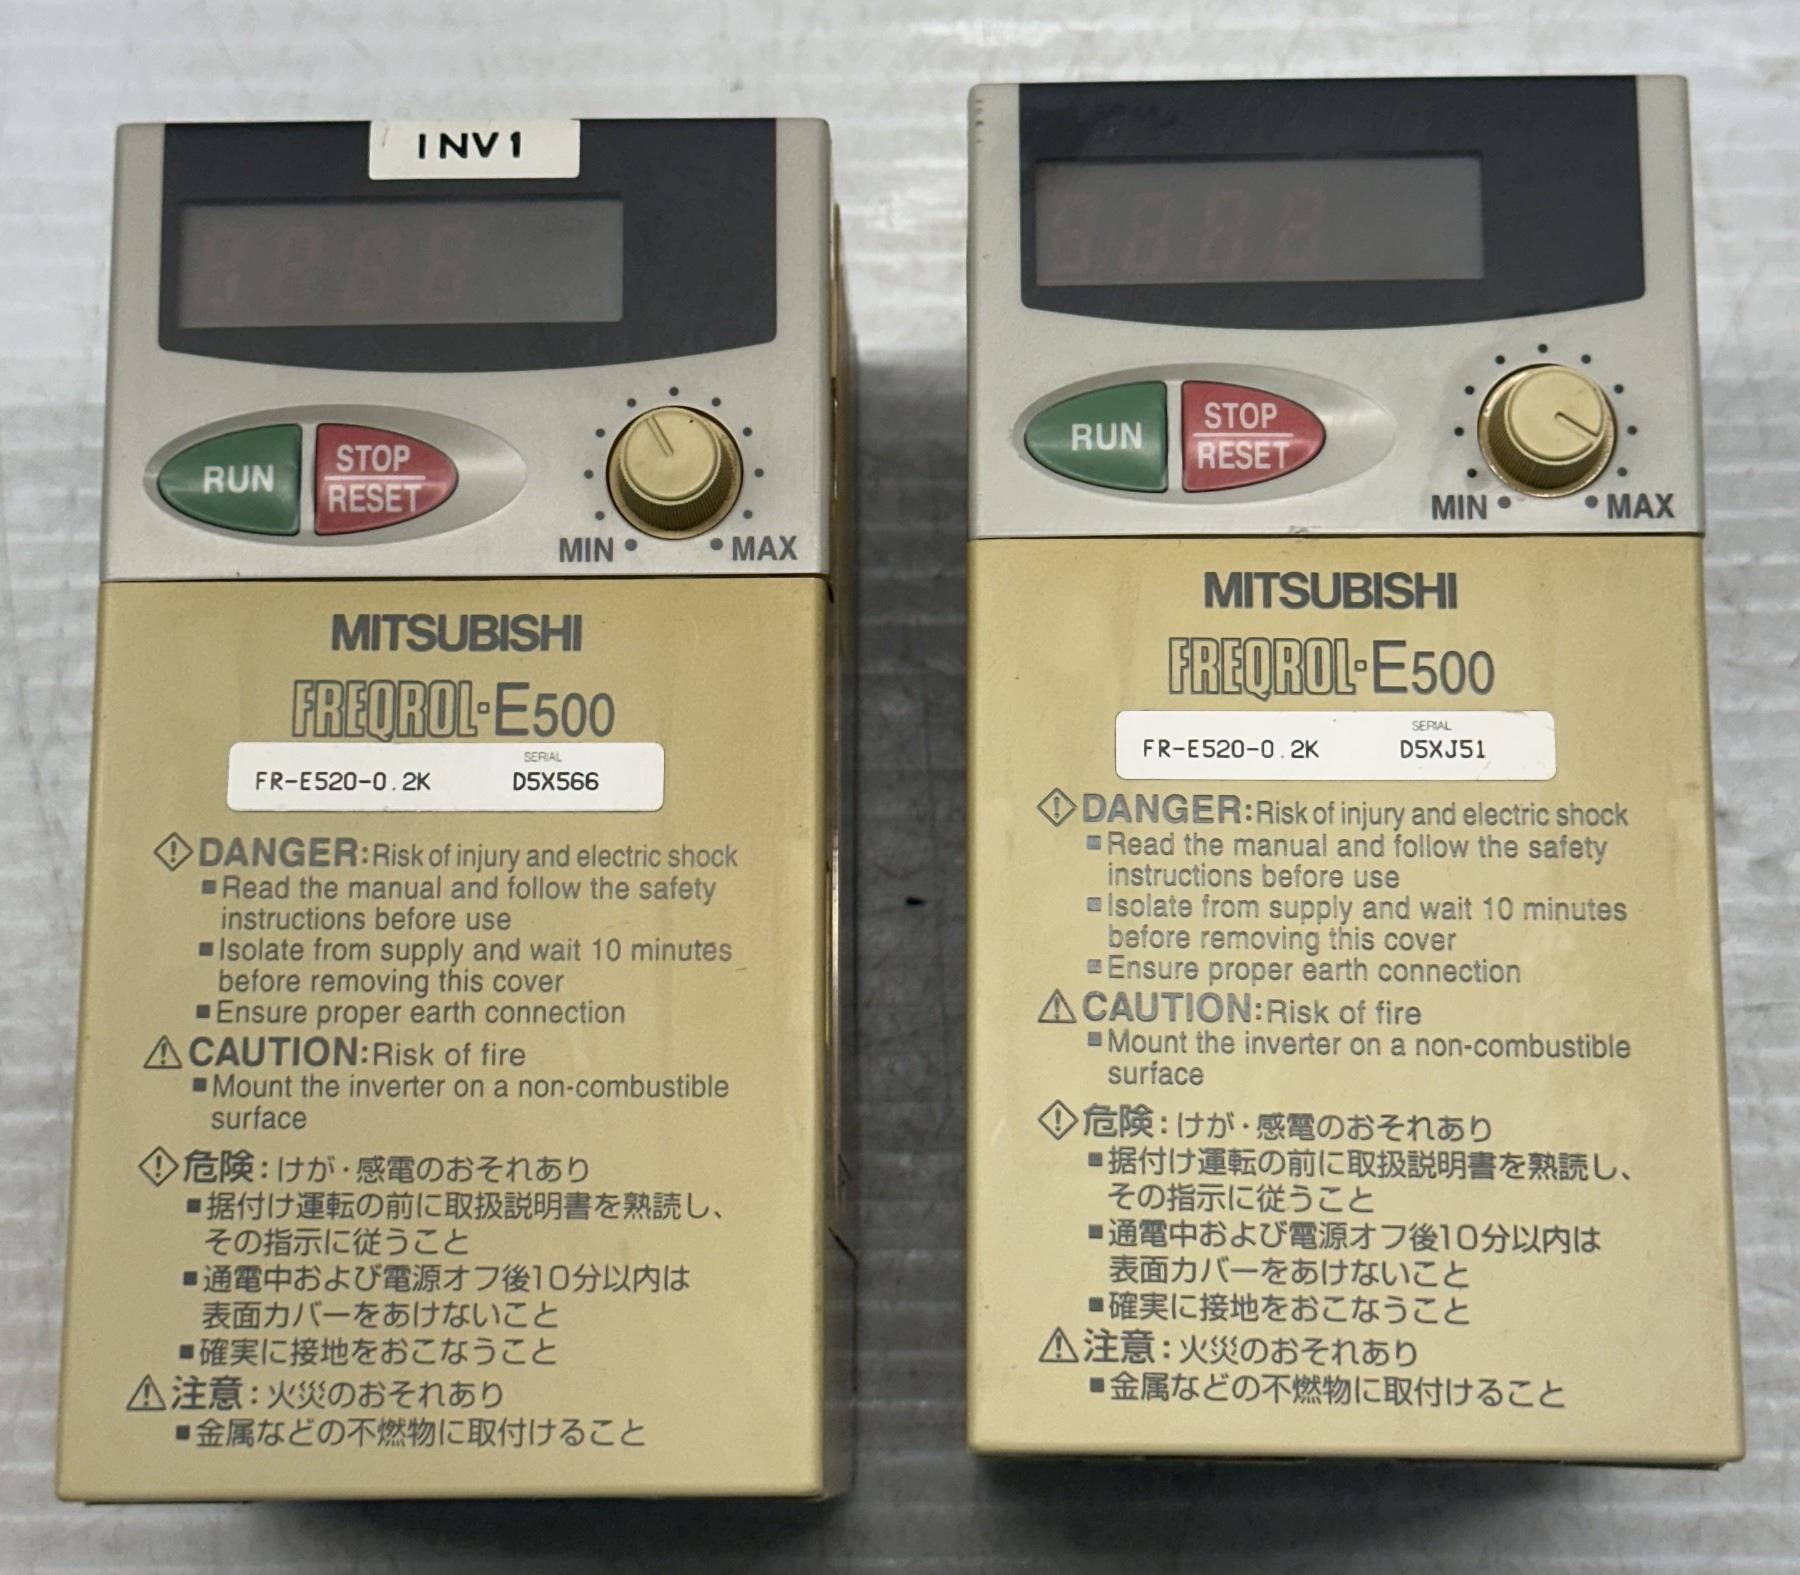 INV1
RUN
STOP
RESET
MIN
MAX
MITSUBISHI
FREQROL-E500
SERIAL
FR-E520-0.2K D5X566
DANGER:Risk of injury and electric shock
■Read the manual and follow the safety
instructions before use
■Isolate from supply and wait 10 minutes
before removing this cover
■Ensure proper earth connection
CAUTION:Risk of fire
■Mount the inverter on a non-combustible
surface
危険:けが・感電のおそれあり
■据付け運転の前に取扱説明書を熟読し、
その指示に従うこと
■通電中および電源オフ後10分以内は
表面カバーをあけないこと
■確実に接地をおこなうこと
注意:火災のおそれあり
■金属などの不燃物に取付けること
RUN
STOP
RESET
MIN
MAX
MITSUBISHI
FREQROL-E500
SERIAL
FR-E520-0.2K D5XJ51
DANGER:Risk of injury and electric shock
■Read the manual and follow the safety
instructions before use
■Isolate from supply and wait 10 minutes
before removing this cover
■Ensure proper earth connection
CAUTION:Risk of fire
■Mount the inverter on a non-combustible
surface
危険:けが・感電のおそれあり
■据付け運転の前に取扱説明書を熟読し、
その指示に従うこと
■通電中および電源オフ後10分以内は
表面カバーをあけないこと
■確実に接地をおこなうこと
注意:火災のおそれあり
■金属などの不燃物に取付けること